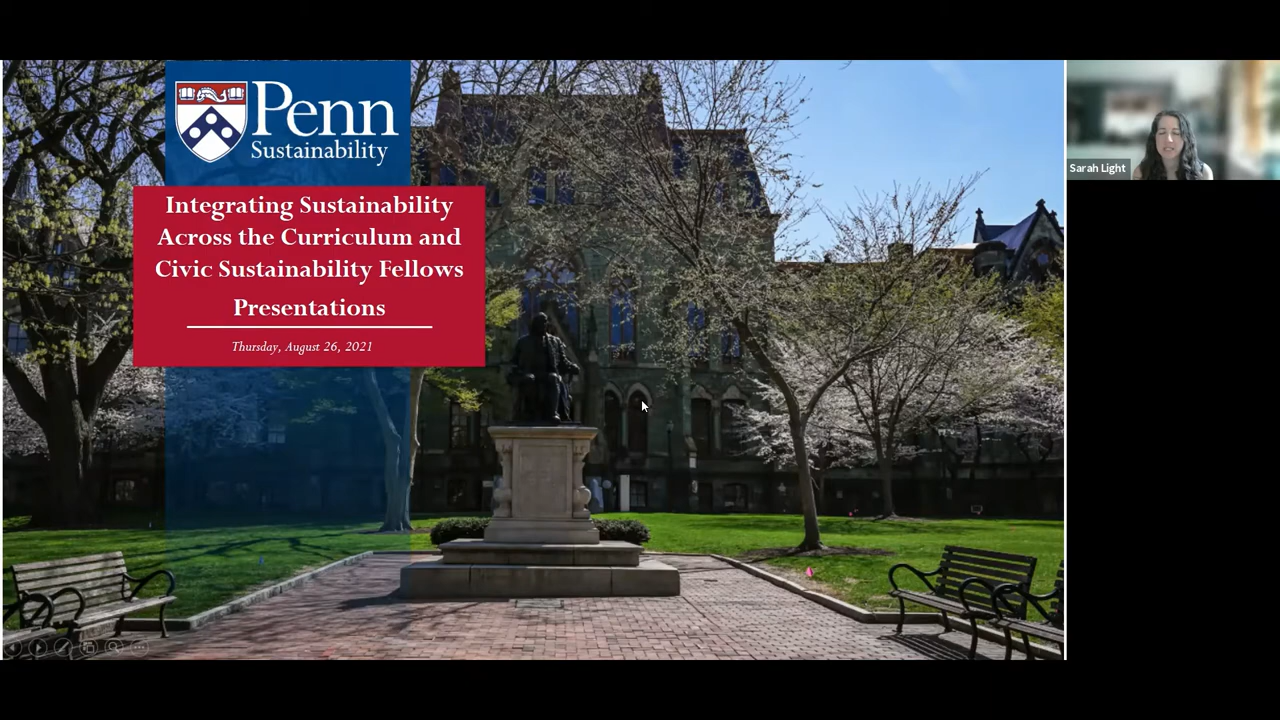 Penn
Sustainability
Integrating Sustainability
Across the Curriculum and
Civic Sustainability Fellows
Presentations
Thursday, August 26, 2021
Sarah Light